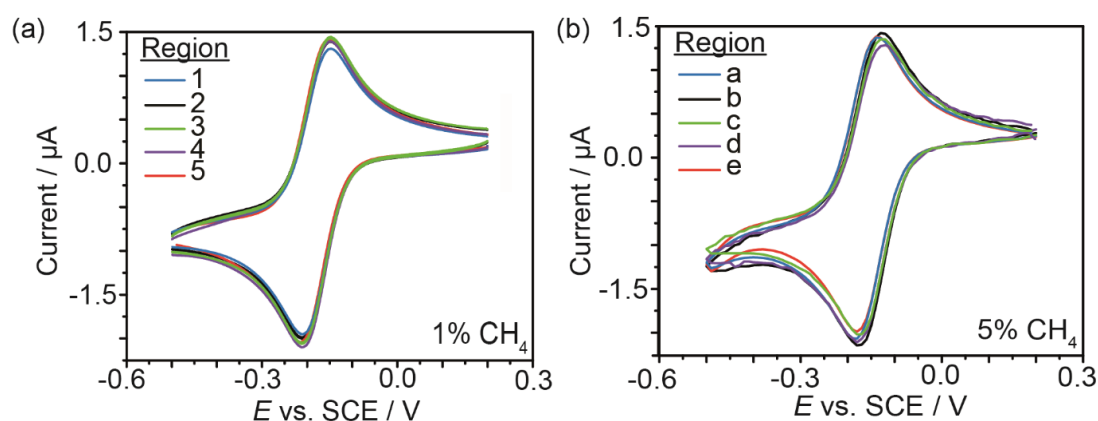 (a)
1.5
0.0
-1.5
Current / µA
Region
1
2
3
4
5
1% CH4
-0.6
-0.3
0.0
0.3
E vs. SCE / V
(b)
1.5
0.0
-1.5
Current / µA
Region
a
b
c
d
e
5% CH4
-0.6
-0.3
0.0
0.3
E vs. SCE / V